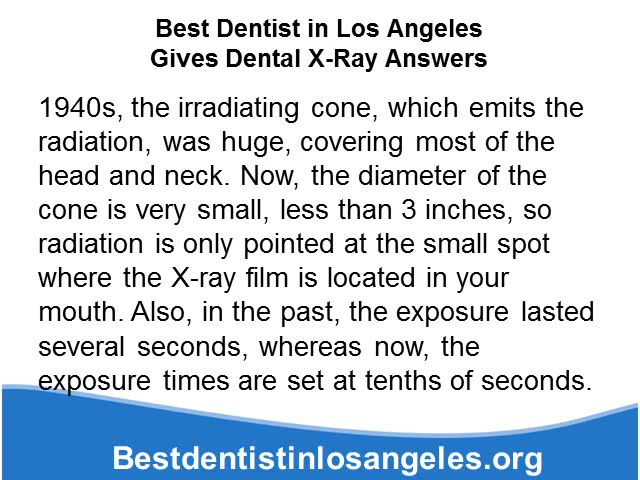 Best Dentist in Los Angeles
Gives Dental X-Ray Answers
1940s, the irradiating cone, which emits the
radiation, was huge, covering most of the
head and neck. Now, the diameter of the
cone is very small, less than 3 inches, so
radiation is only pointed at the small spot
where the X-ray film is located in your
mouth. Also, in the past, the exposure lasted
several seconds, whereas now, the
exposure times are set at tenths of seconds.
Bestdentistinlosangeles.org